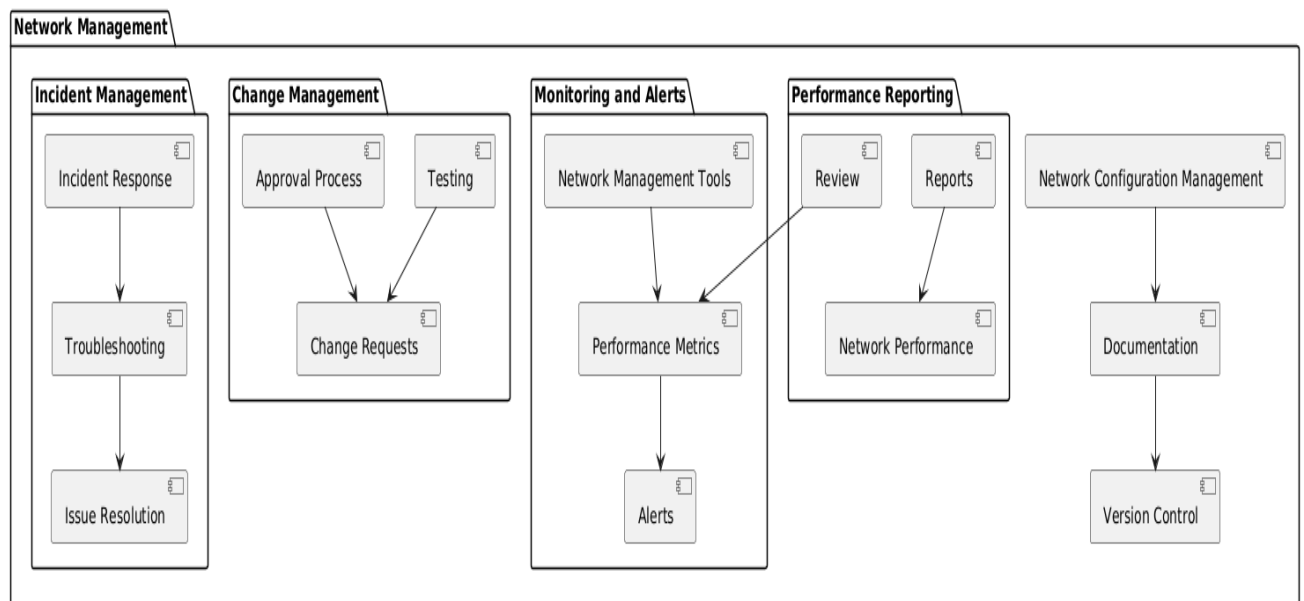 Network Management
Incident Management
Change Management
Monitoring and Alerts
Performance Reporting
Incident Response
Approval Process
Testing
Network Management Tools
Review
Reports
Network Configuration Management
Troubleshooting
Change Requests
Performance Metrics
Network Performance
Documentation
Issue Resolution
Alerts
Version Control